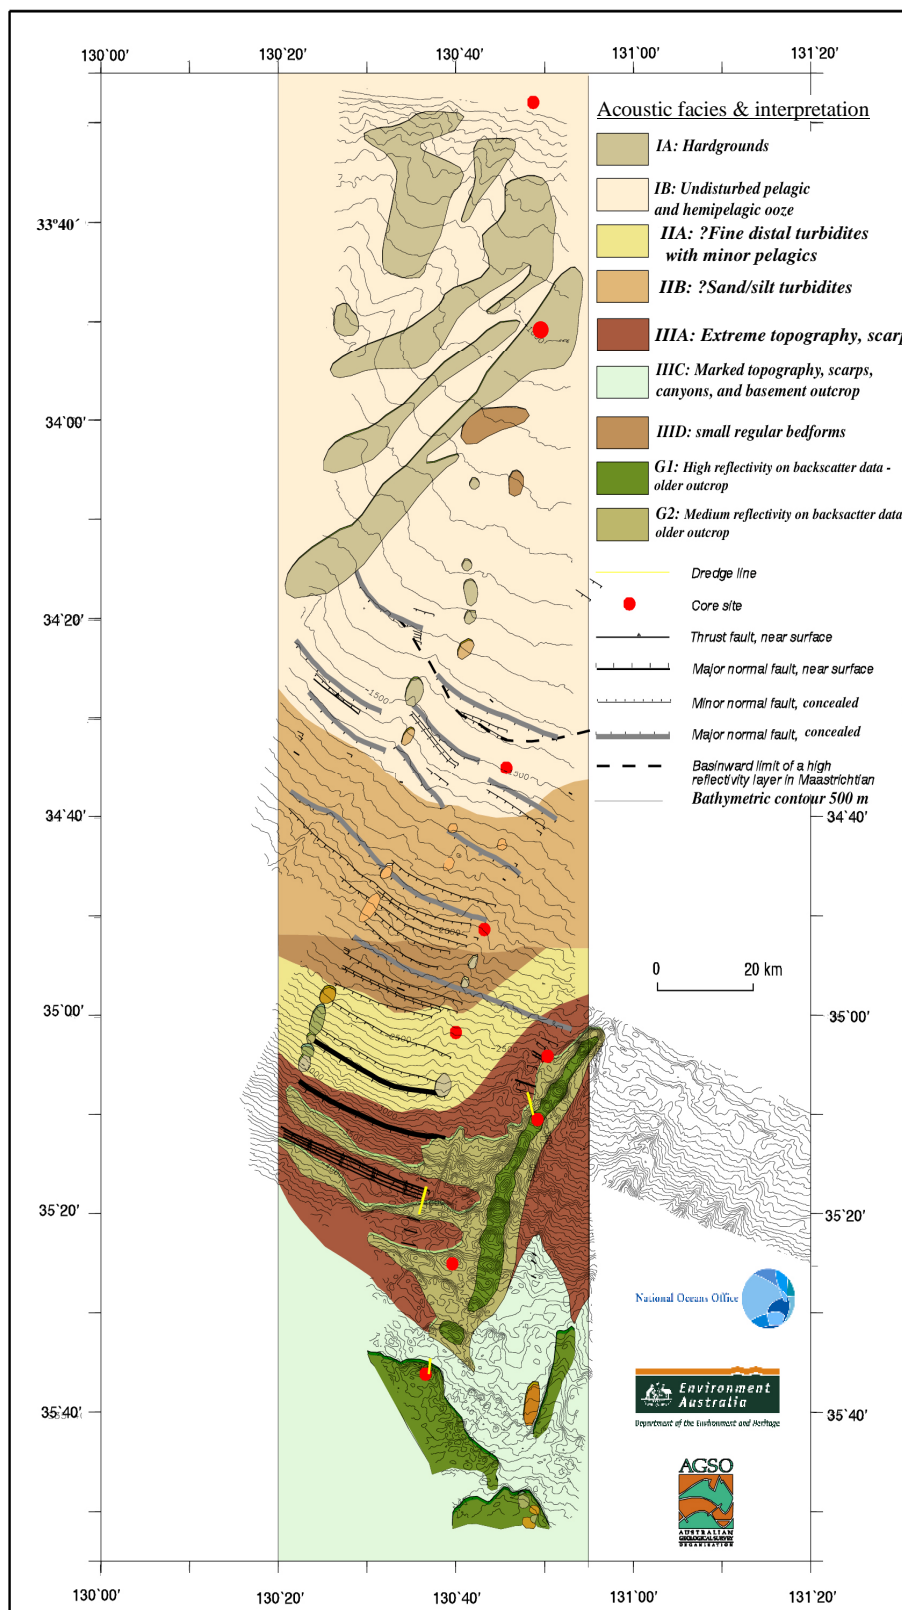 130˚00′ 130˚20′ 130˚40′ 131˚00′ 131˚20′
Acoustic facies & interpretation
IA: Hardgrounds
IB: Undisturbed pelagic
and hemipelagic ooze
IIA: ?Fine distal turbidites
with minor pelagics
IIB: ?Sand/silt turbidites
IIIA: Extreme topography, scarp
IIIC: Marked topography, scarps,
canyons, and basement outcrop
IIID: small regular bedforms
G1: High reflectivity on backscatter data -
older outcrop
G2: Medium reflectivity on backsactter data
older outcrop
Dredge line
Core site
Thrust fault, near surface
Major normal fault, near surface
Minor normal fault, concealed
Major normal fault, concealed
Basinward limit of a high
reflectivity layer in Maastrichtian
Bathymetric contour 500 m
33°40′
34˚00′
34˚20′
-1500
34˚40′ 34˚40′
-2000
0 20 km
35˚00′ 35˚00′
-2500
-2500
35˚20′ 35˚20′
National Oceans Office
Environment
Australia
Department of the Environment and Heritage
35˚40′ 35˚40′
AGSO
AUSTRALIAN
GEOLOGICAL SURVEY
ORGANISATION
130˚00′ 130˚20′ 130˚40′ 131˚00′ 131˚20′